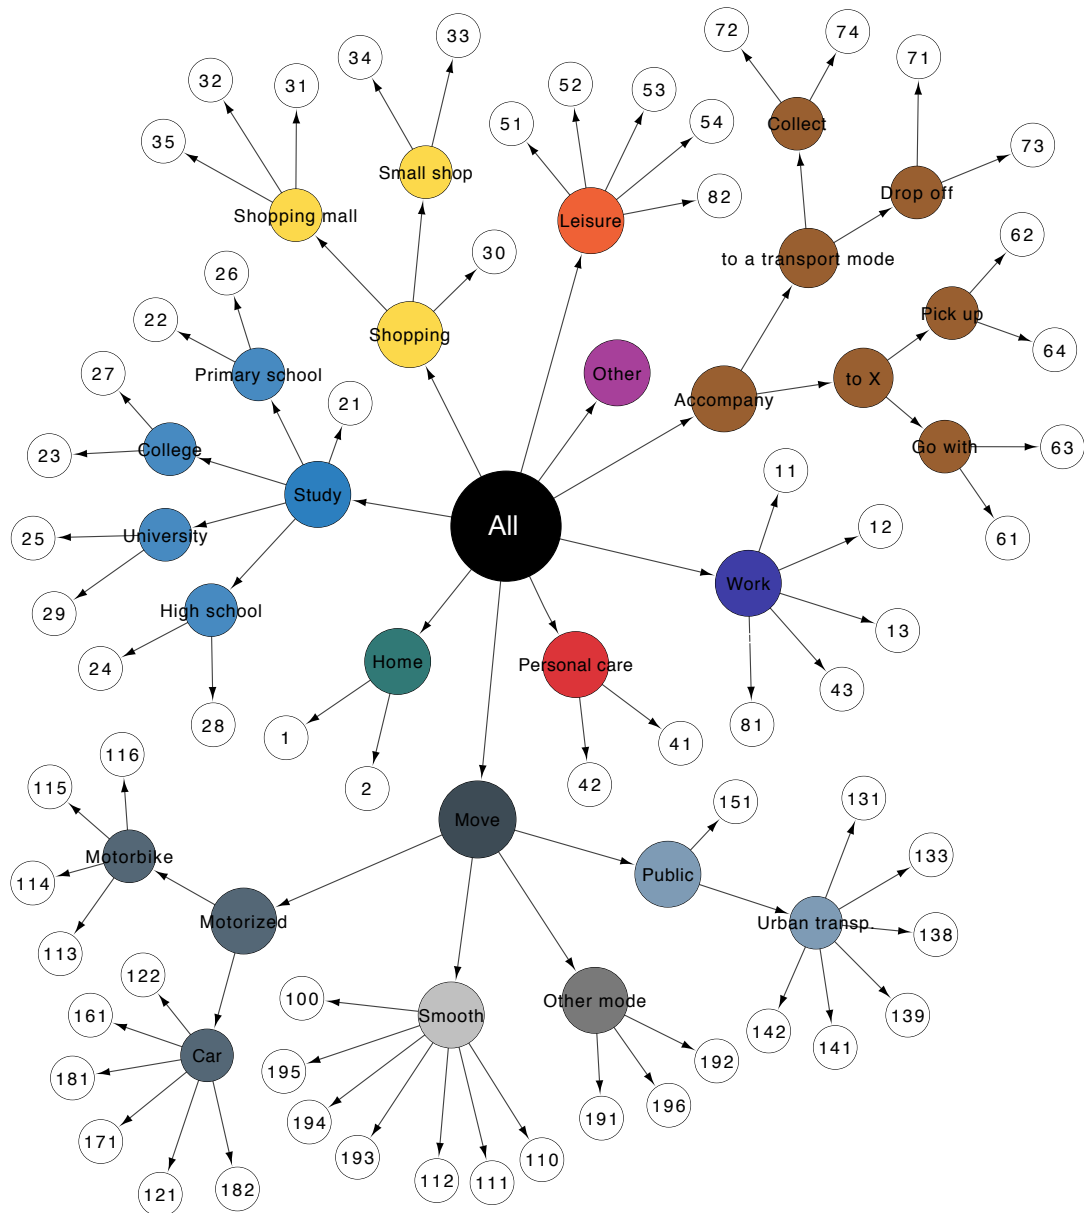 72
74
33
34
71
32
31
52
53
51
54
35
Collect
73
Small shop
Drop off
82
Shopping mall
Leisure
62
30
to a transport mode
26
Pick up
22
Shopping
64
27
Primary school
Other
to X
21
Accompany
23
College
Go with
63
11
Study
All
12
25
University
61
29
High school
Work
13
24
Home
Personal care
43
28
1
81
41
116
2
42
115
151
131
Move
133
Motorbike
114
Public
113
Motorized
Urban transp.
138
122
100
Smooth
Other mode
139
161
142
Car
141
181
195
192
171
194
191
196
193
121
182
112
111
110